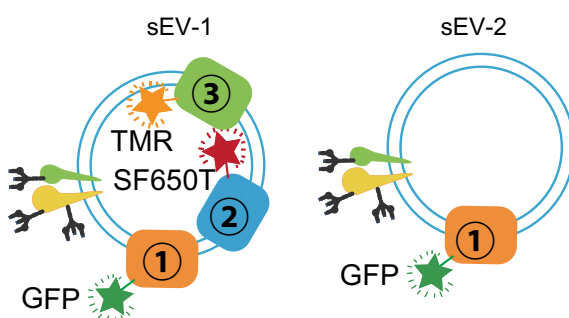 sEV-1
sEV-2
③
TMR
SF650T
②
①
GFP
①
GFP